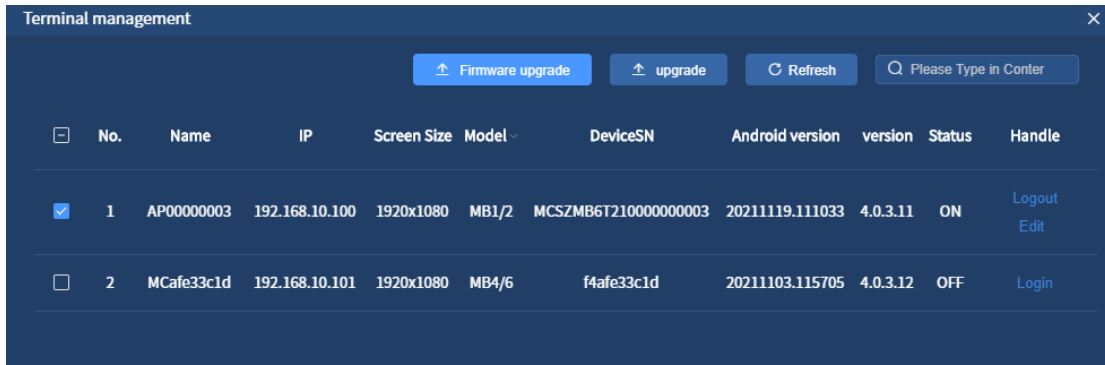 Terminal management
Firmware upgrade upgrade Refresh Please Type in Conter
No. Name IP Screen Size Model DeviceSN Android version version Status Handle
1 AP00000003 192.168.10.100 1920x1080 MB1/2 MCSZMB6T210000000003 20211119.111033 4.0.3.11 ON Logout
Edit
2 MCafe33c1d 192.168.10.101 1920x1080 MB4/6 f4afe33c1d 20211103.115705 4.0.3.12 OFF Login